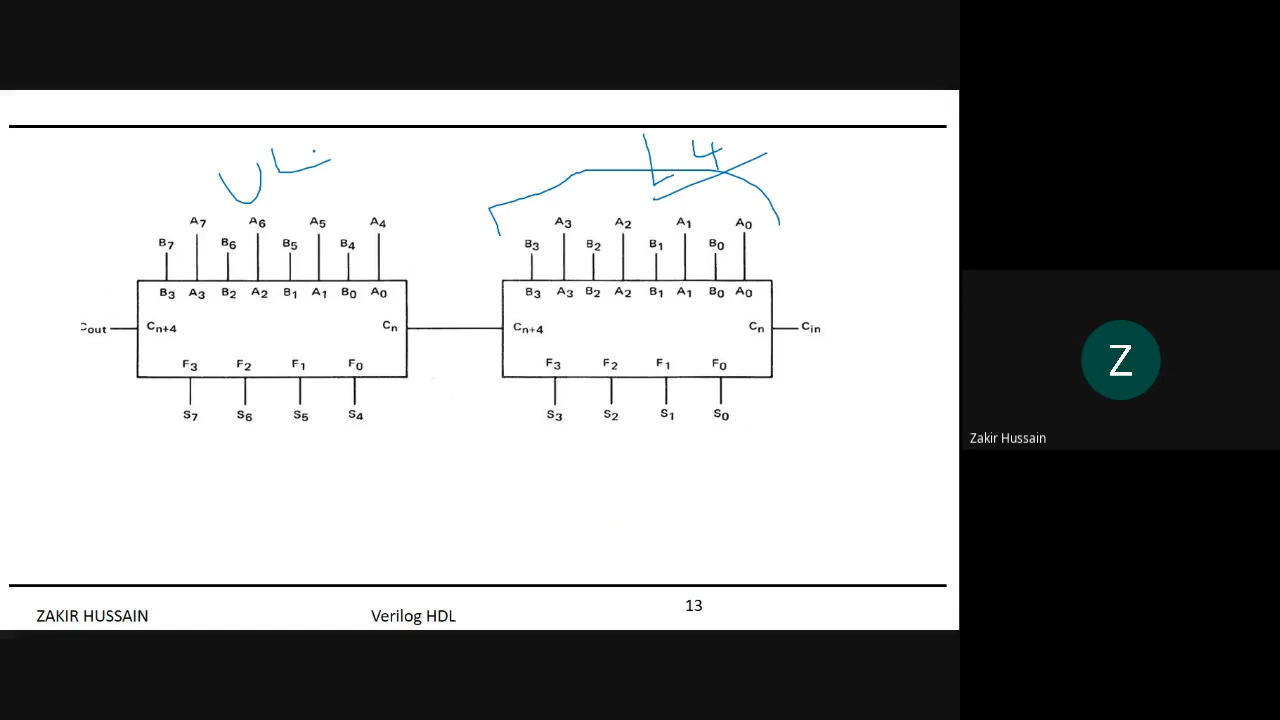 L4
A7 A6 A5 A4 A3 A2 A1 A0
B7 B6 B5 B4 B3 B2 B1 B0
B3 A3 B2 A2 B1 A1 B0 A0 B3 A3 B2 A2 B1 A1 B0 A0
Cout Cn+4 Cn Cn+4 Cn Cin
F3 F2 F1 F0 F3 F2 F1 F0
S7 S6 S5 S4 S3 S2 S1 S0
Z
Zakir Hussain
ZAKIR HUSSAIN Verilog HDL 13